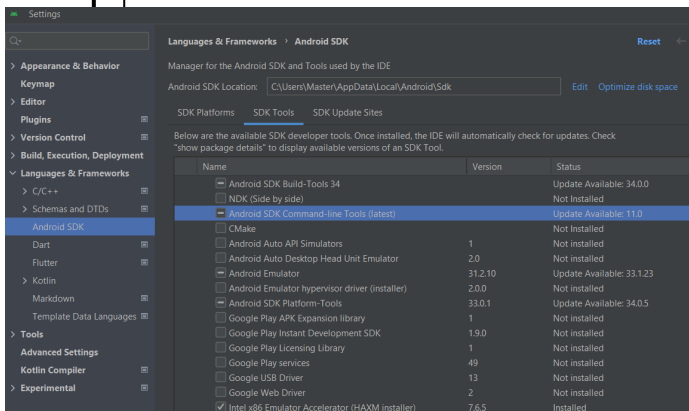 Settings
Languages & Frameworks › Android SDK Reset
Manager for the Android SDK and Tools used by the IDE
Android SDK Location: C:\Users\Master\AppData\Local\Android\Sdk Edit Optimize disk space
SDK Platforms SDK Tools SDK Update Sites
Below are the available SDK developer tools. Once installed, the IDE will automatically check for updates. Check
"show package details" to display available versions of an SDK Tool.
Name Version Status
Android SDK Build-Tools 34 Update Available: 34.0.0
NDK (Side by side) Not Installed
Android SDK Command-line Tools (latest) Update Available: 11.0
CMake Not Installed
Android Auto API Simulators 1 Not installed
Android Auto Desktop Head Unit Emulator 2.0 Not installed
Android Emulator 31.2.10 Update Available: 33.1.23
Android Emulator hypervisor driver (installer) 2.0.0 Not installed
Android SDK Platform-Tools 33.0.1 Update Available: 34.0.5
Google Play APK Expansion library 1 Not installed
Google Play Instant Development SDK 1.9.0 Not installed
Google Play Licensing Library 1 Not installed
Google Play services 49 Not installed
Google USB Driver 13 Not installed
Google Web Driver 2 Not installed
Intel x86 Emulator Accelerator (HAXM installer) 7.6.5 Installed
Appearance & Behavior
Keymap
Editor
Plugins
Version Control
Build, Execution, Deployment
Languages & Frameworks
C/C++
Schemas and DTDs
Android SDK
Dart
Flutter
Kotlin
Markdown
Template Data Languages
Tools
Advanced Settings
Kotlin Compiler
Experimental